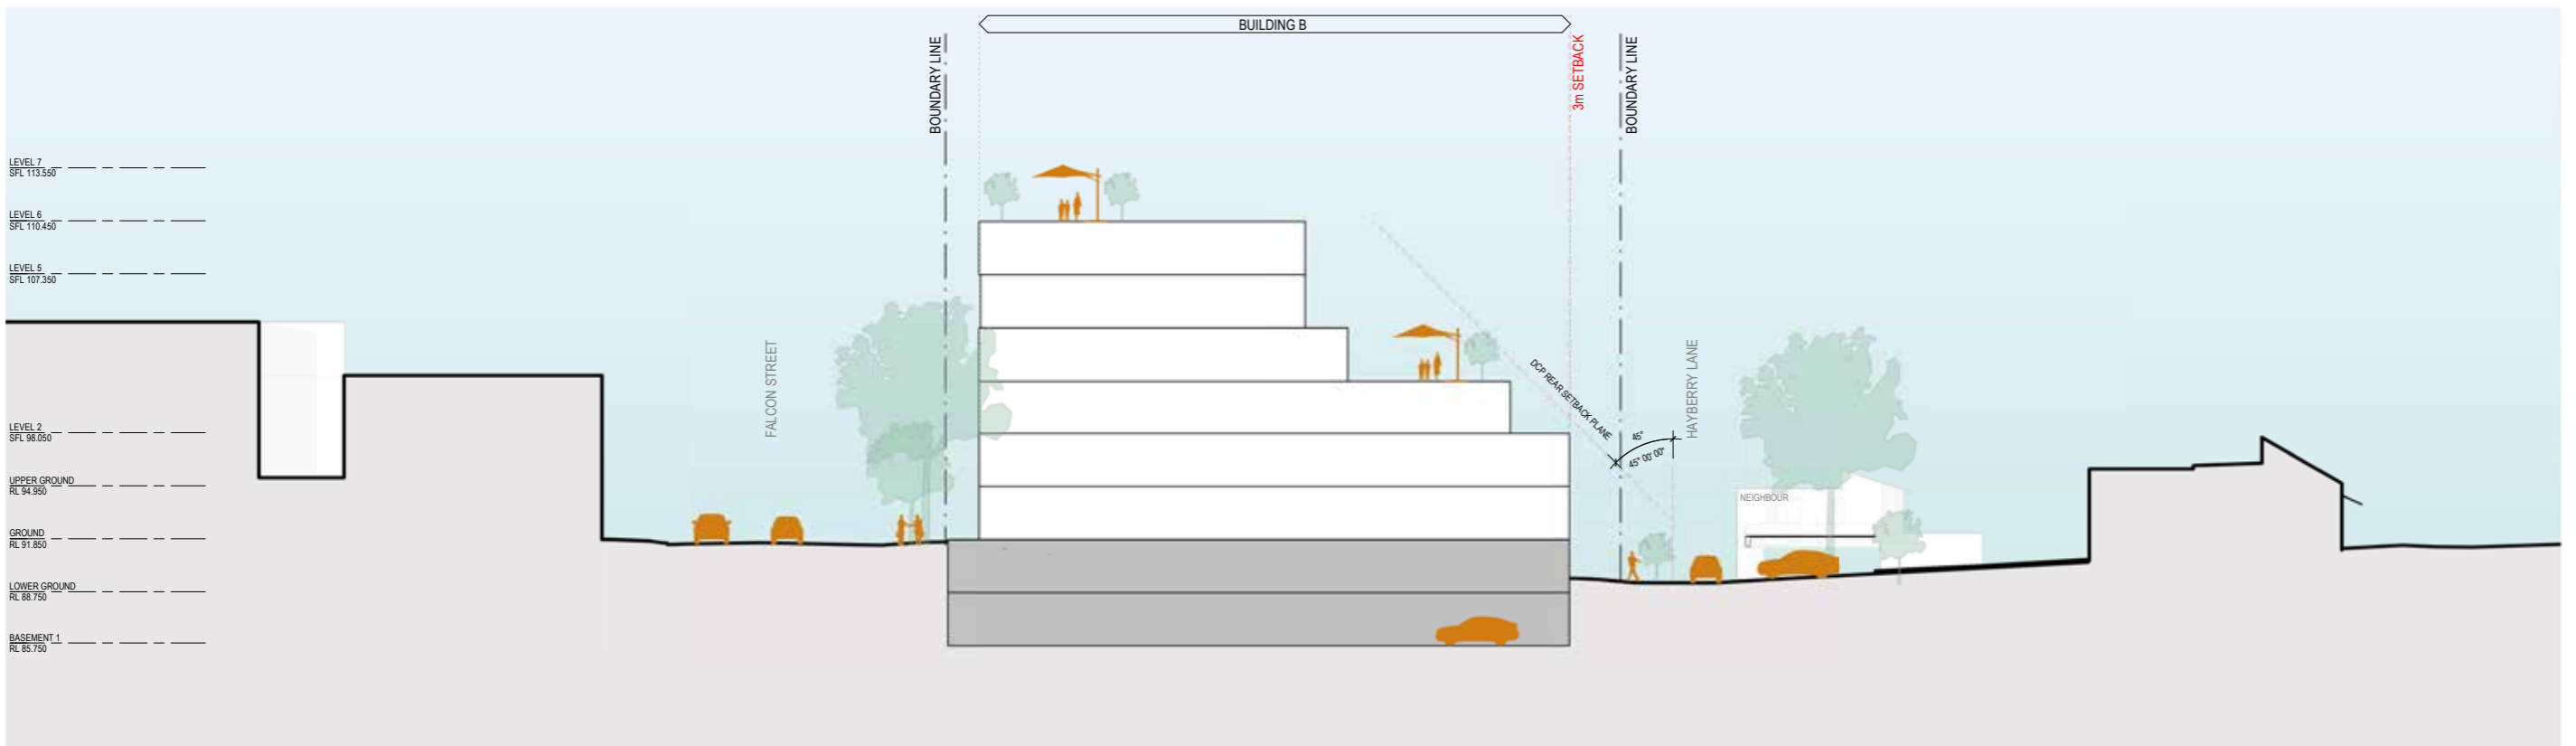 BUILDING B
BOUNDARY LINE
3m SETBACK
BOUNDARY LINE
LEVEL 7
SFL 113.550
LEVEL 6
SFL 110.450
LEVEL 5
SFL 107.350
FALCON STREET
DCP REAR SETBACK PLANE
HAYBERRY LANE
LEVEL 2
SFL 98.050
45°
45° 00' 00"
UPPER GROUND
RL 94.950
NEIGHBOUR
GROUND
RL 91.850
LOWER GROUND
RL 88.750
BASEMENT 1
RL 85.750